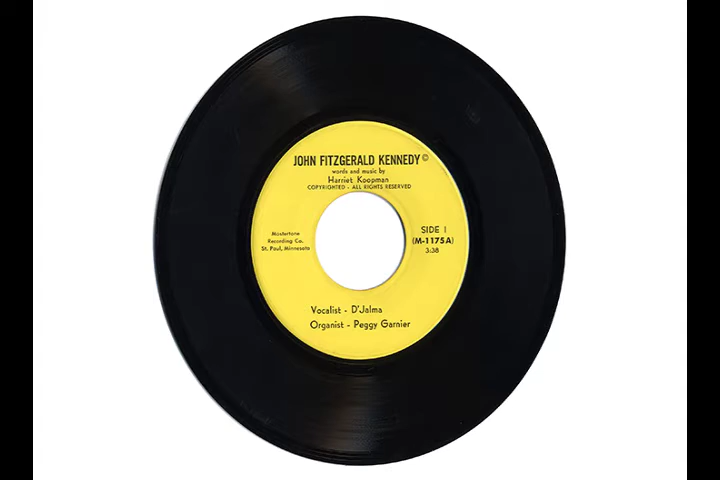 JOHN FITZGERALD KENNEDY©
words and music by
Harriet Koopman
COPYRIGHTED - ALL RIGHTS RESERVED
Mastertone
Recording Co.
St. Paul, Minnesota
SIDE I
(M-1175A)
3:38
Vocalist - D'Jalma
Organist - Peggy Garnier